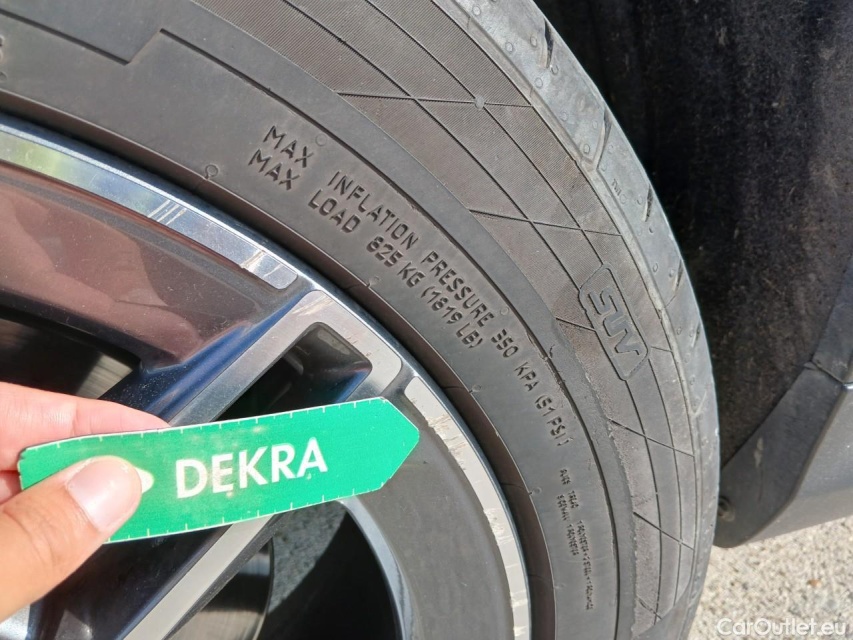 MAX INFLATION PRESSURE 350 KPA (51 PSI)
MAX LOAD 825 KG (1819 LB)
SUV
DEKRA
CarOutlet.eu